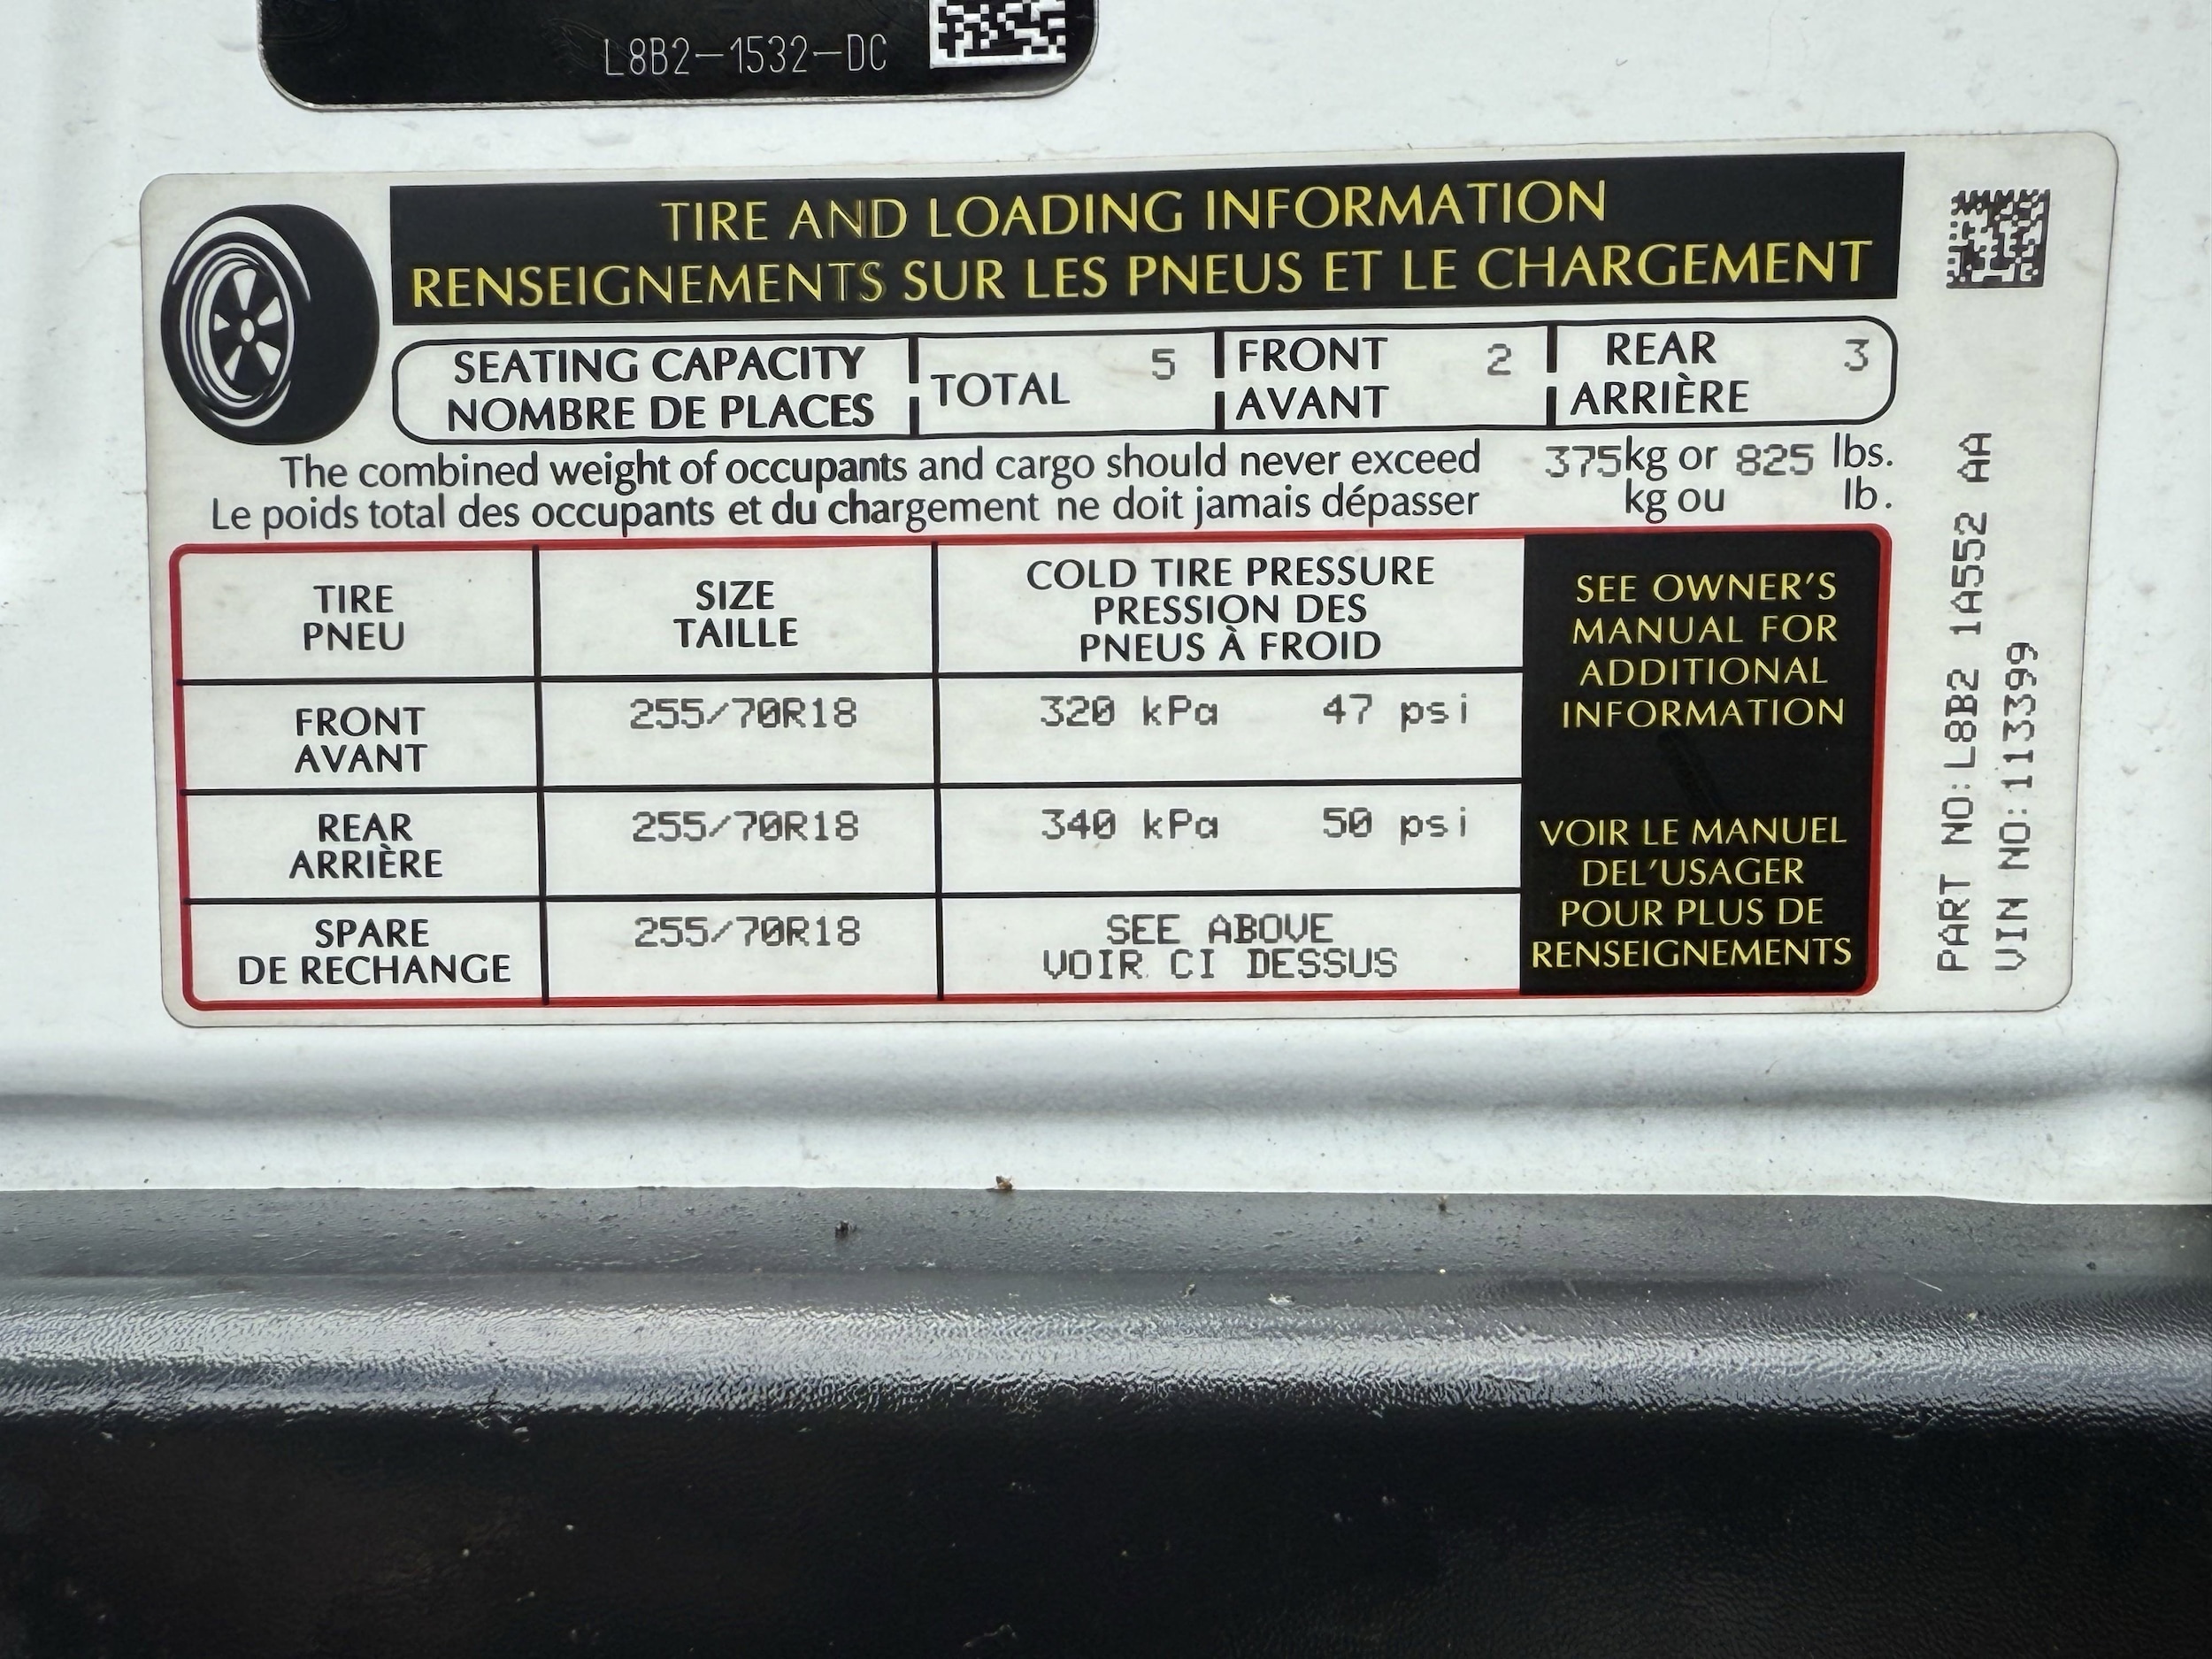 L8B2-1532-DC
TIRE AND LOADING INFORMATION
RENSEIGNEMENTS SUR LES PNEUS ET LE CHARGEMENT
SEATING CAPACITY
NOMBRE DE PLACES
TOTAL 5
FRONT 2
AVANT
REAR 3
ARRIÈRE
The combined weight of occupants and cargo should never exceed 375kg or 825 lbs.
Le poids total des occupants et du chargement ne doit jamais dépasser kg ou lb.
TIRE
PNEU
SIZE
TAILLE
COLD TIRE PRESSURE
PRESSION DES
PNEUS À FROID
FRONT
AVANT
255/70R18
320 kPa 47 psi
REAR
ARRIÈRE
255/70R18
340 kPa 50 psi
SPARE
DE RECHANGE
255/70R18
SEE ABOVE
VOIR CI DESSUS
SEE OWNER'S
MANUAL FOR
ADDITIONAL
INFORMATION
VOIR LE MANUEL
DEL'USAGER
POUR PLUS DE
RENSEIGNEMENTS
PART NO:L8B2 1A552 AA
VIN NO:113399